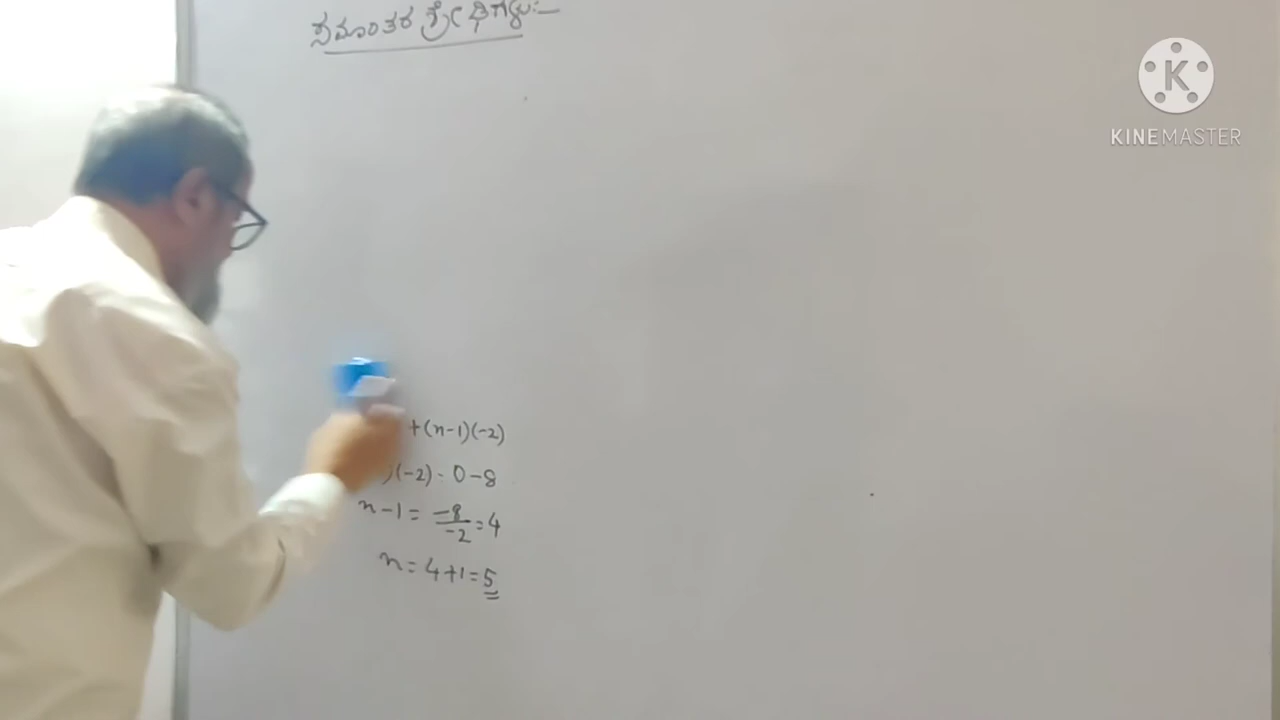 ಸಮಾಂತರ ಶ್ರೇಢಿಗಳು:-
K
KINEMASTER
+(n-1)(-2)
)(-2) = 0-8
n-1 = -8/-2 = 4
n = 4+1 = 5